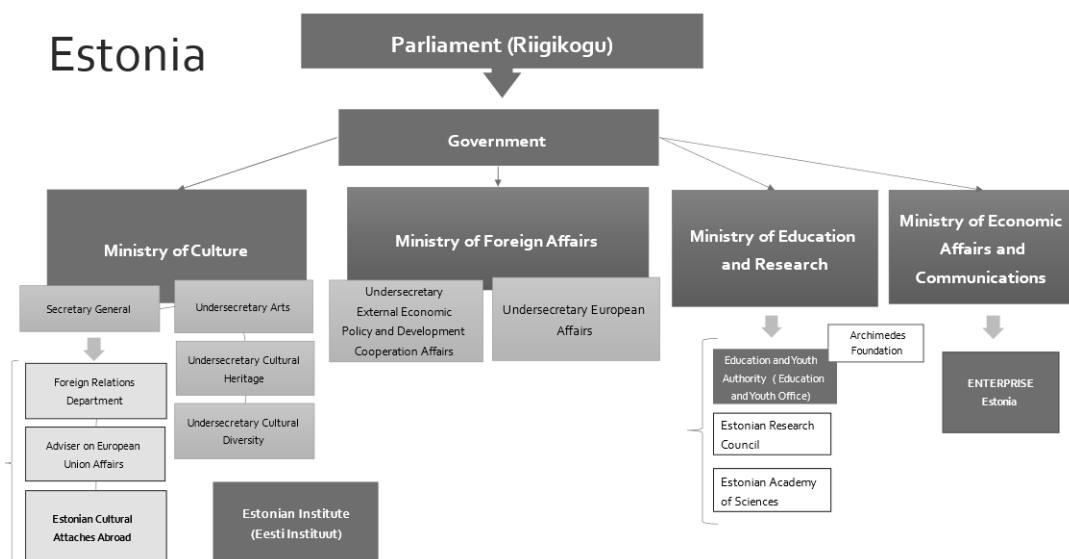 Estonia
Parliament (Riigikogu)
Government
Ministry of Culture
Secretary General
Undersecretary Arts
Undersecretary Cultural
Heritage
Undersecretary Cultural
Diversity
Foreign Relations
Department
Adviser on European
Union Affairs
Estonian Cultural
Attaches Abroad
Estonian Institute
(Eesti Instituut)
Ministry of Foreign Affairs
Undersecretary
External Economic
Policy and Development
Cooperation Affairs
Undersecretary European
Affairs
Ministry of Education
and Research
Archimedes
Foundation
Education and Youth
Authority ( Education
and Youth Office)
Estonian Research
Council
Estonian Academy
of Sciences
Ministry of Economic
Affairs and
Communications
ENTERPRISE
Estonia